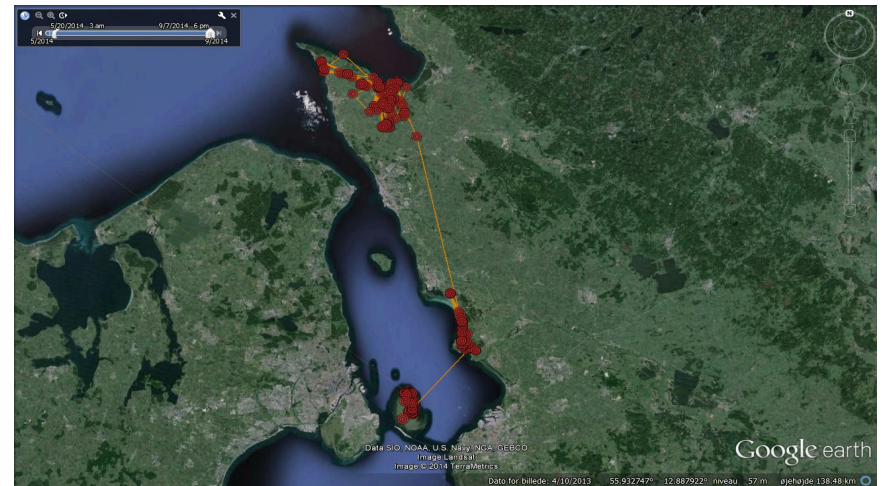 5/20/2014 3 am 9/7/2014 6 pm
5/2014 9/2014
N
Data SIO, NOAA, U.S. Navy, NGA, GEBCO
Image Landsat
Image © 2014 TerraMetrics
Google earth
Dato for billede: 4/10/2013 55.932747° 12.887922° niveau 57 m øjehøjde 138.48 km